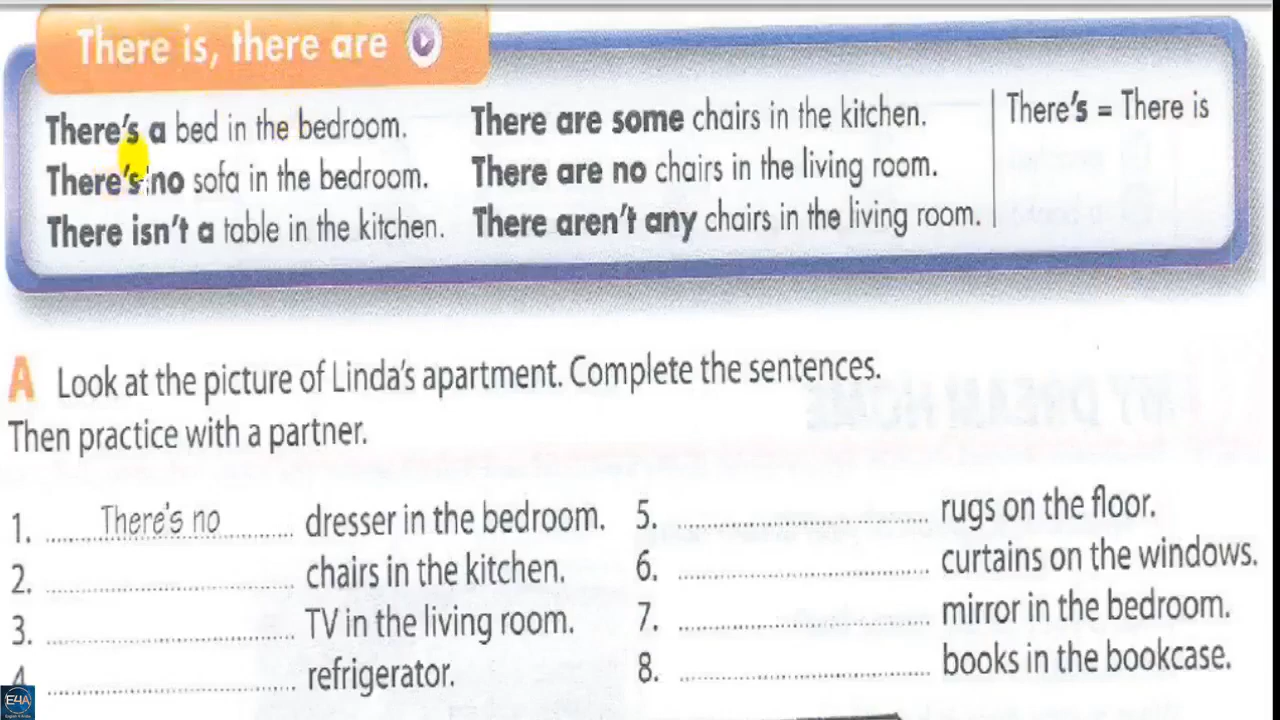 There is, there are
There's a bed in the bedroom.
There's no sofa in the bedroom.
There isn't a table in the kitchen.
There are some chairs in the kitchen.
There are no chairs in the living room.
There aren't any chairs in the living room.
There's = There is
A Look at the picture of Linda's apartment. Complete the sentences.
Then practice with a partner.
1. There's no dresser in the bedroom.
2. chairs in the kitchen.
3. TV in the living room.
4. refrigerator.
5. rugs on the floor.
6. curtains on the windows.
7. mirror in the bedroom.
8. books in the bookcase.
E4A